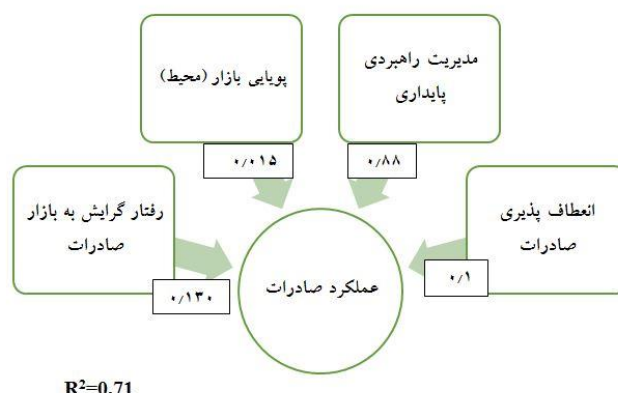 مدیریت راهبردی
پایداری
پویایی بازار (محیط)
۰/۸۸
۰/۰۱۵
انعطاف پذیری
صادرات
رفتار گرایش به بازار
صادرات
عملکرد صادرات
۰/۱
۰/۱۳۰
R²=0.71